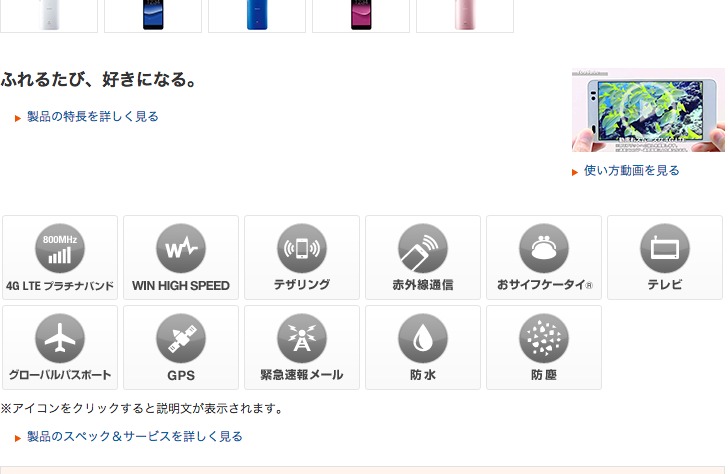 ふれるたび、好きになる。
製品の特長を詳しく見る
使い方動画を見る
800MHz
4G LTE プラチナバンド
WIN HIGH SPEED
テザリング
赤外線通信
おサイフケータイ®
テレビ
グローバルパスポート
GPS
緊急速報メール
防水
防塵
※アイコンをクリックすると説明文が表示されます。
製品のスペック＆サービスを詳しく見る